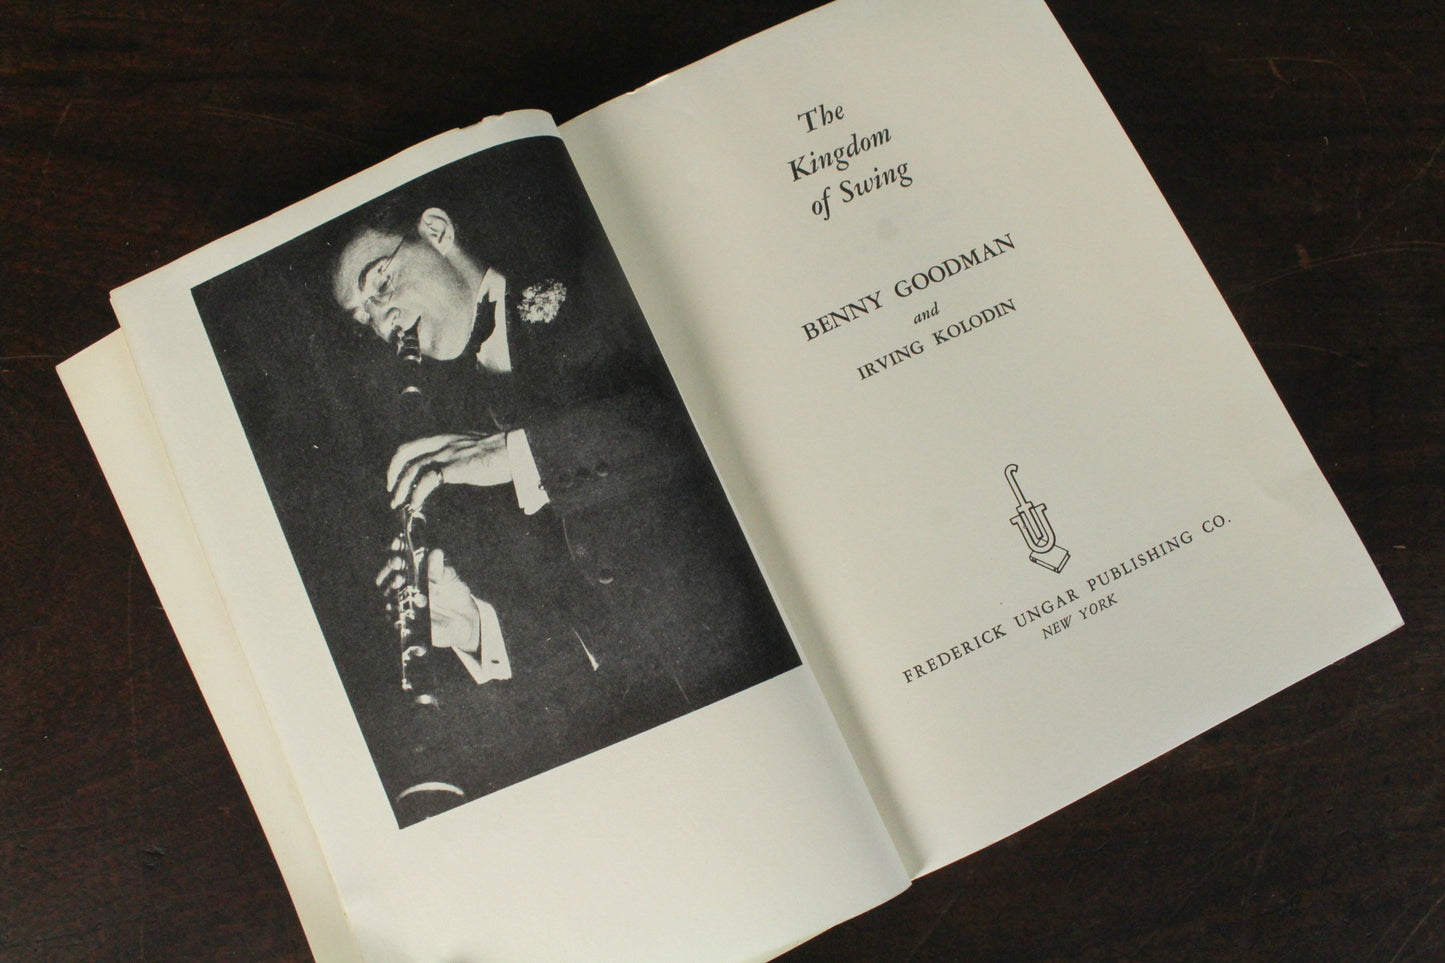 The
Kingdom
of Swing
BENNY GOODMAN
and
IRVING KOLODIN
FREDERICK UNGAR PUBLISHING CO.
NEW YORK